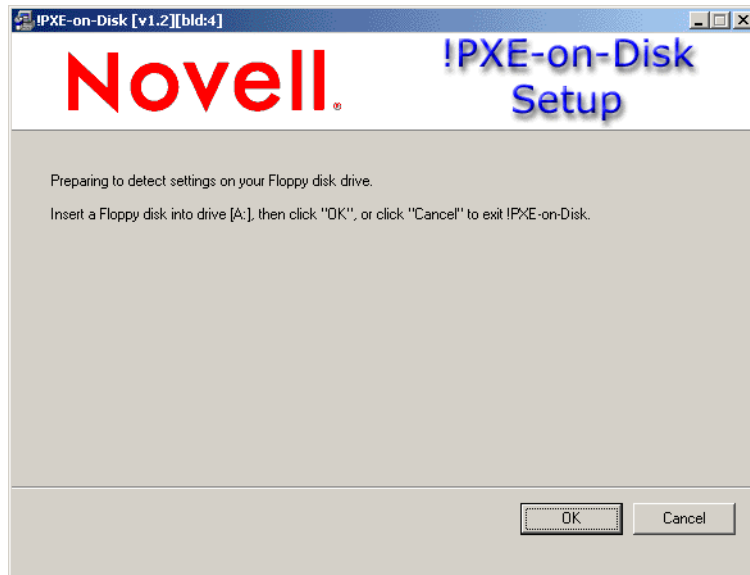 !PXE-on-Disk [v1.2][bld:4]
Novell®
!PXE-on-Disk
Setup
Preparing to detect settings on your Floppy disk drive.
Insert a Floppy disk into drive [A:], then click "OK", or click "Cancel" to exit !PXE-on-Disk.
OK
Cancel